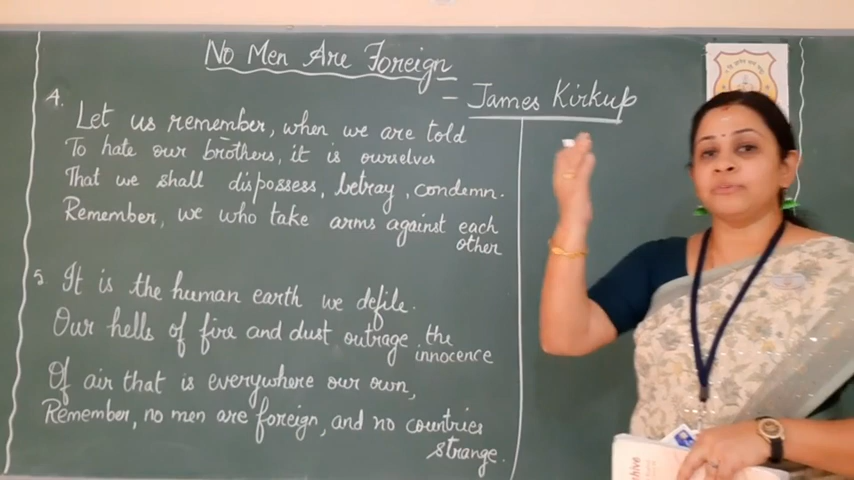 No Men Are Foreign
- James Kirkup
4.
Let us remember, when we are told
To hate our brothers, it is ourselves
That we shall dispossess, betray, condemn.
Remember, we who take arms against each
other
5.
It is the human earth we defile.
Our hells of fire and dust outrage the
innocence
Of air that is everywhere our own,
Remember, no men are foreign, and no countries
strange.